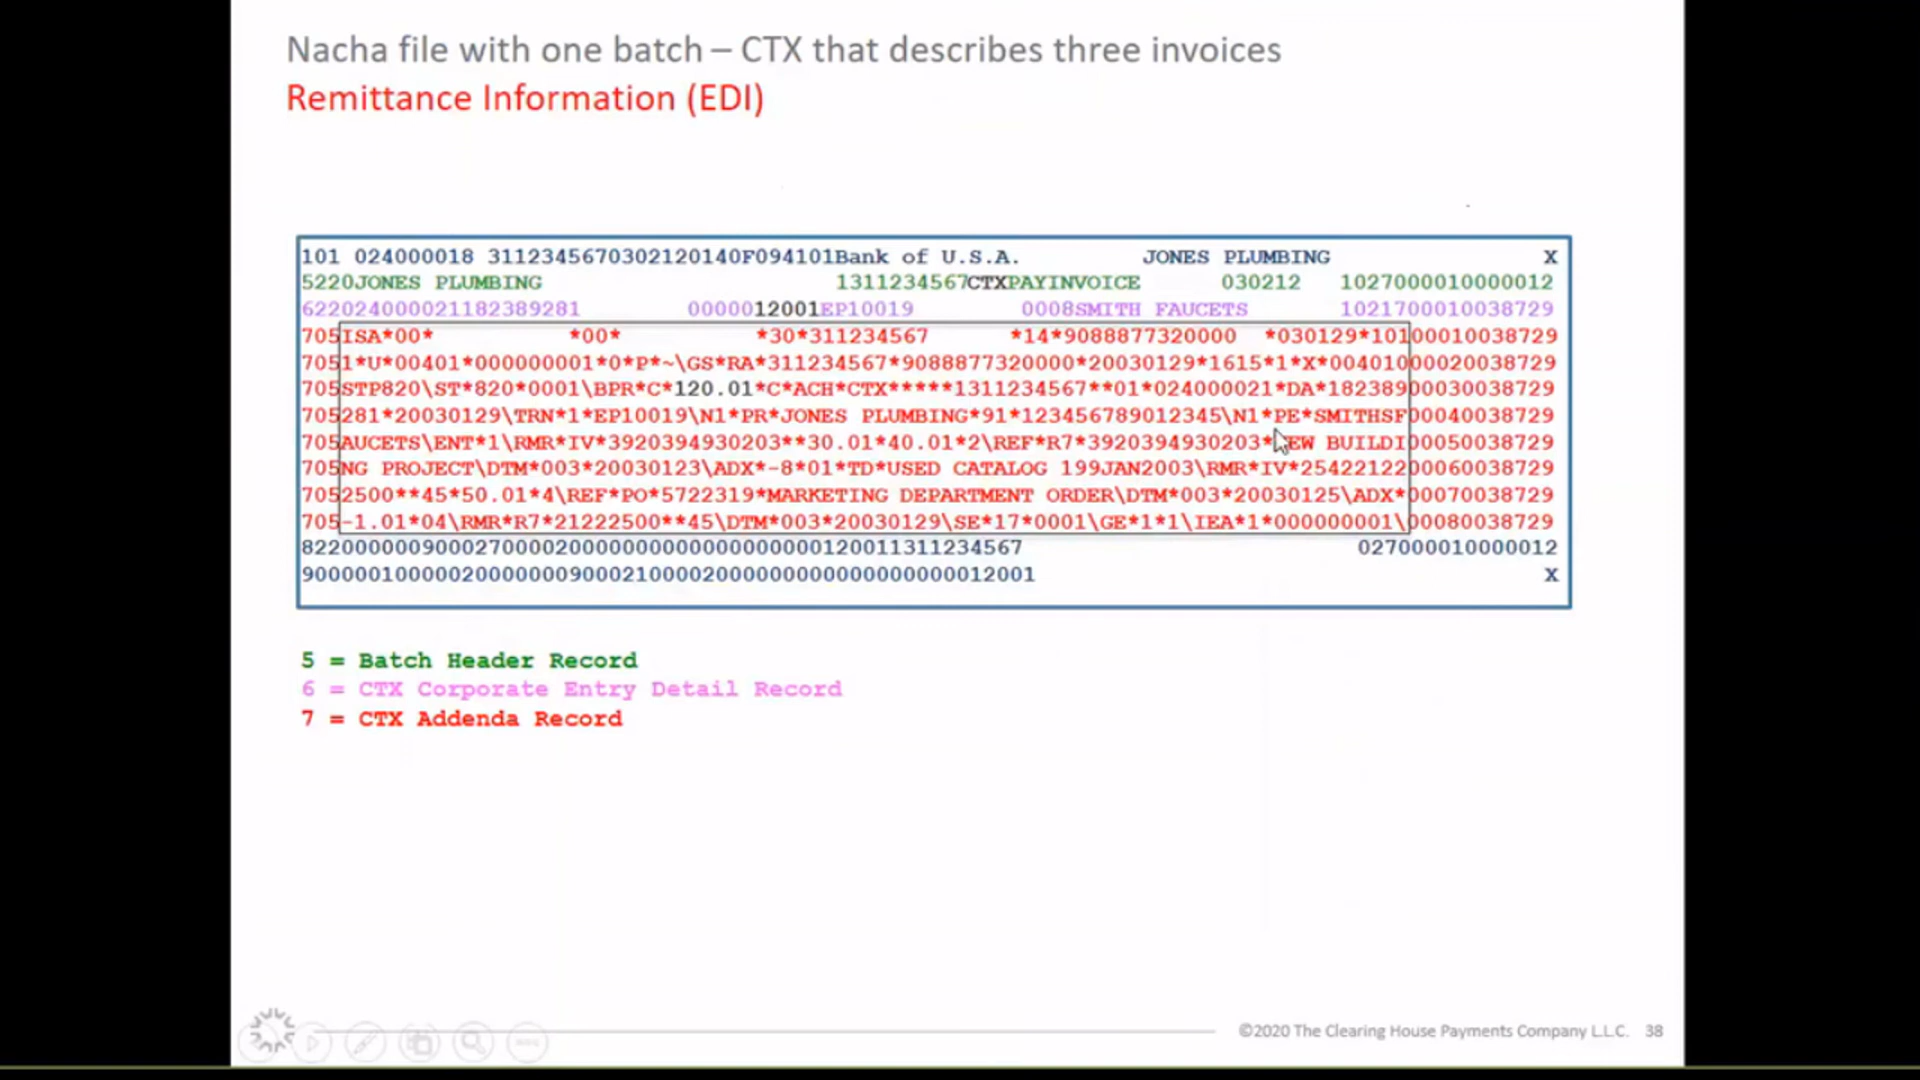 Nacha file with one batch – CTX that describes three invoices
Remittance Information (EDI)
101 024000018 3112345670302120140F094101Bank of U.S.A. JONES PLUMBING X
5220JONES PLUMBING 1311234567CTXPAYINVOICE 030212 1027000010000012
622024000021182389281 0000012001EP10019 0008SMITH FAUCETS 1021700010038729
705ISA*00* *00* *30*311234567 *14*9088877320000 *030129*10100010038729
7051*U*00401*000000001*0*P*~\GS*RA*311234567*9088877320000*20030129*1615*1*X*00401000020038729
705STP820\ST*820*0001\BPR*C*120.01*C*ACH*CTX*****1311234567**01*024000021*DA*18238900030038729
705281*20030129\TRN*1*EP10019\N1*PR*JONES PLUMBING*91*123456789012345\N1*PE*SMITHSF00040038729
705AUCETS\ENT*1\RMR*IV*3920394930203**30.01*40.01*2\REF*R7*3920394930203*NEW BUILDI00050038729
705NG PROJECT\DTM*003*20030123\ADX*-8*01*TD*USED CATALOG 199JAN2003\RMR*IV*2542212200060038729
7052500**45*50.01*4\REF*PO*5722319*MARKETING DEPARTMENT ORDER\DTM*003*20030125\ADX*00070038729
705-1.01*04\RMR*R7*21222500**45\DTM*003*20030129\SE*17*0001\GE*1*1\IEA*1*000000001\00080038729
822000000900027000020000000000000000000120011311234567 027000010000012
9000001000002000000090002100002000000000000000000012001 X
5 = Batch Header Record
6 = CTX Corporate Entry Detail Record
7 = CTX Addenda Record
©2020 The Clearing House Payments Company L.L.C. 38